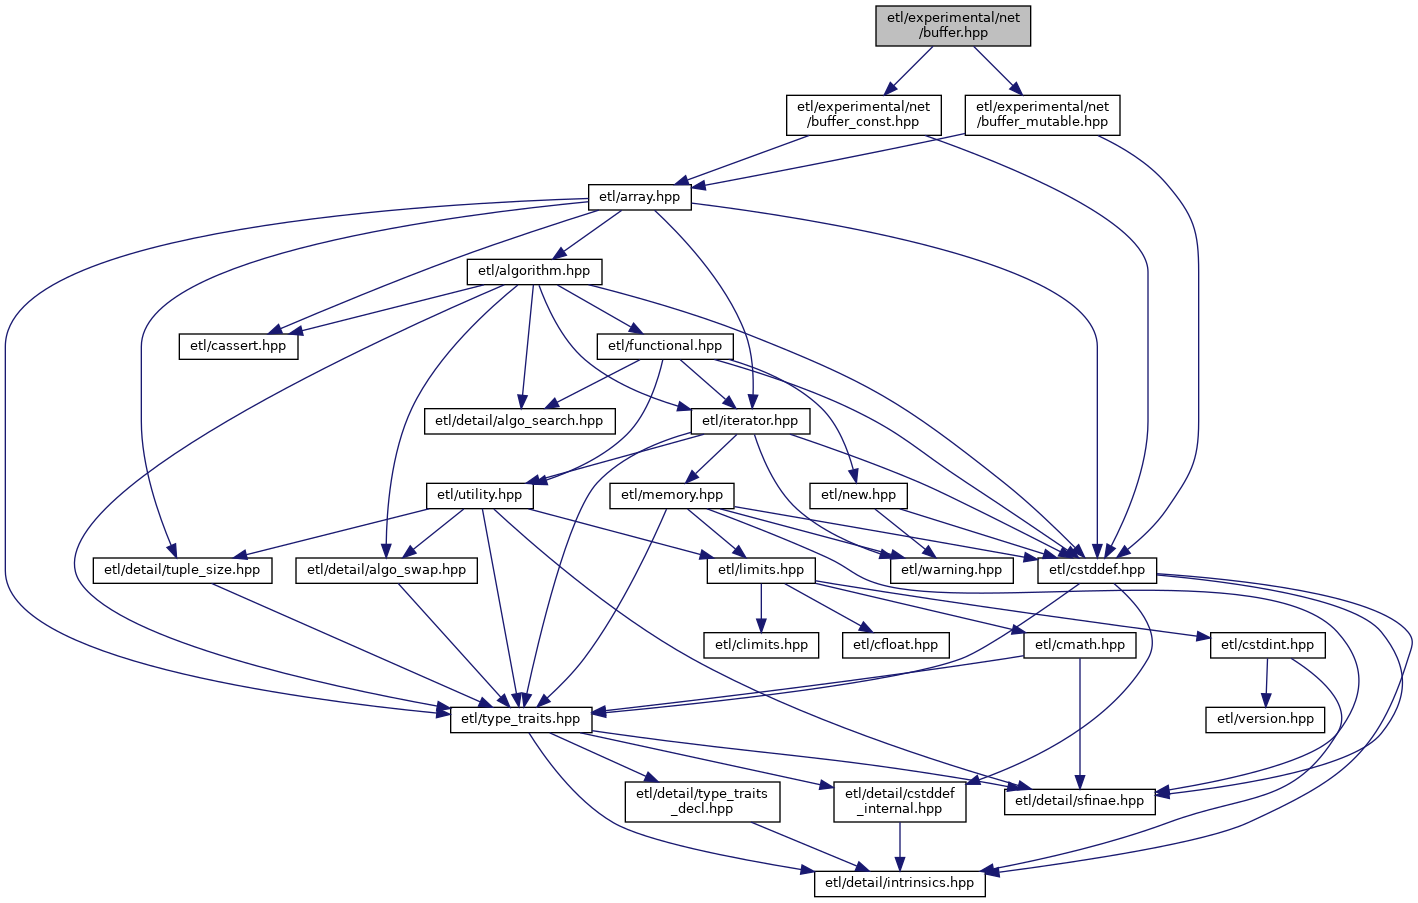 etl/experimental/net
/buffer.hpp
etl/experimental/net
/buffer_const.hpp
etl/experimental/net
/buffer_mutable.hpp
etl/array.hpp
etl/algorithm.hpp
etl/cassert.hpp
etl/functional.hpp
etl/detail/algo_search.hpp
etl/iterator.hpp
etl/utility.hpp
etl/memory.hpp
etl/new.hpp
etl/detail/tuple_size.hpp
etl/detail/algo_swap.hpp
etl/limits.hpp
etl/warning.hpp
etl/cstddef.hpp
etl/climits.hpp
etl/cfloat.hpp
etl/cmath.hpp
etl/cstdint.hpp
etl/type_traits.hpp
etl/version.hpp
etl/detail/type_traits
_decl.hpp
etl/detail/cstddef
_internal.hpp
etl/detail/sfinae.hpp
etl/detail/intrinsics.hpp